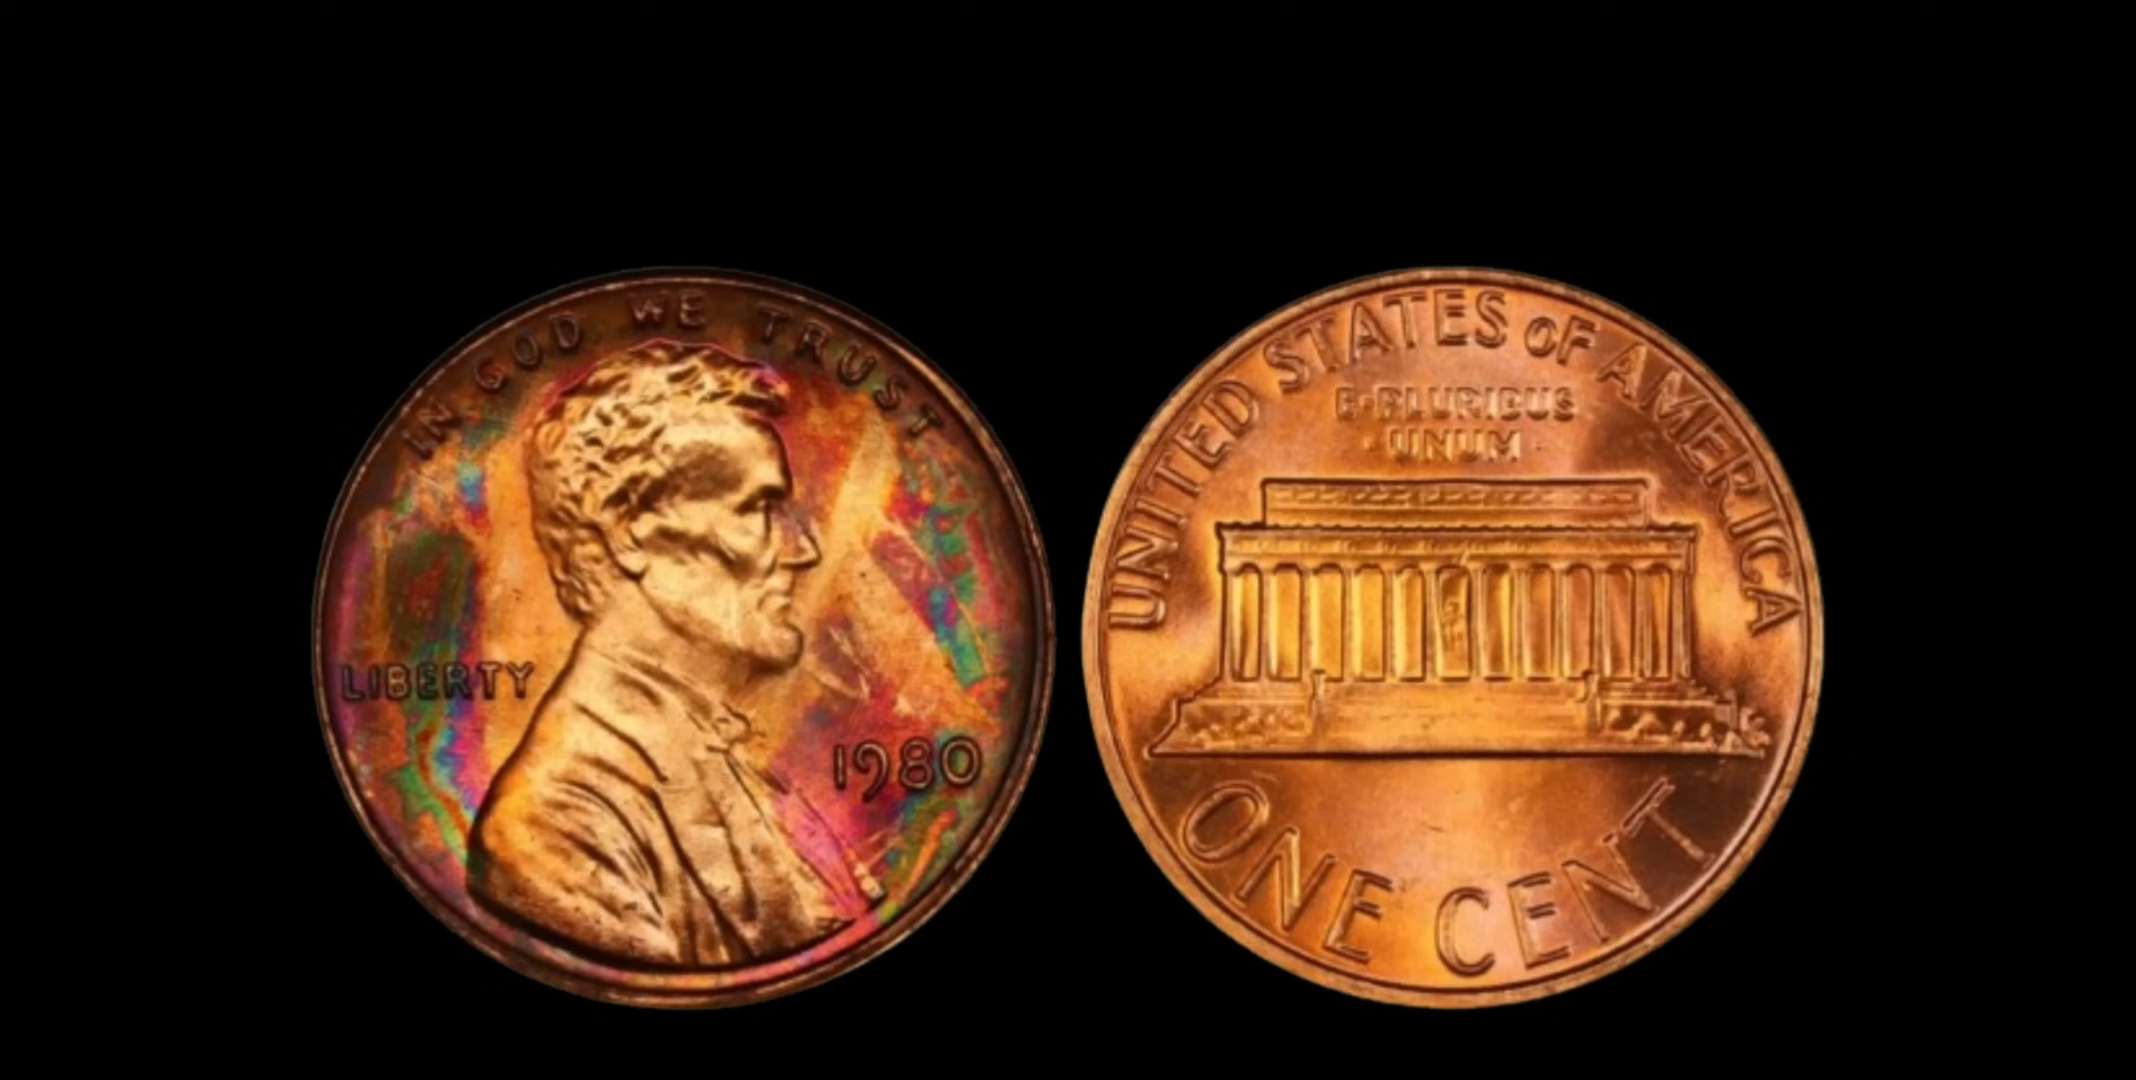 IN GOD WE TRUST
LIBERTY
1980
UNITED STATES OF AMERICA
E·PLURIBUS
·UNUM·
ONE CENT